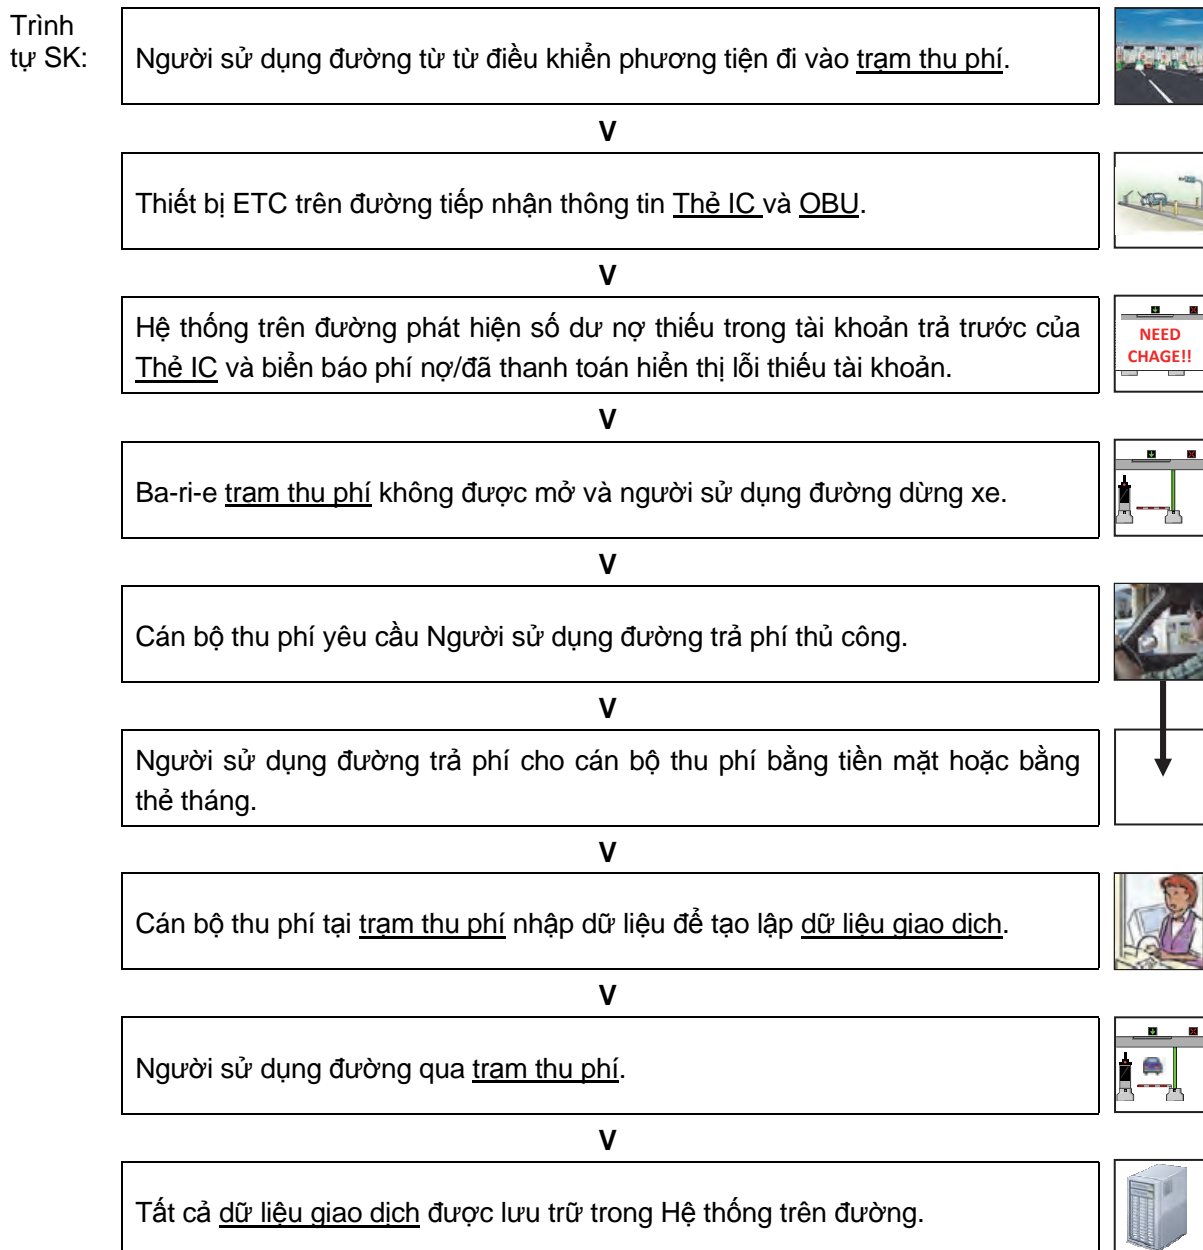 Trình
tự SK:
Người sử dụng đường từ từ điều khiển phương tiện đi vào trạm thu phí.
V
Thiết bị ETC trên đường tiếp nhận thông tin Thẻ IC và OBU.
V
Hệ thống trên đường phát hiện số dư nợ thiếu trong tài khoản trả trước của
Thẻ IC và biển báo phí nợ/đã thanh toán hiển thị lỗi thiếu tài khoản.
NEED
CHAGE!!
V
Ba-ri-e trạm thu phí không được mở và người sử dụng đường dừng xe.
V
Cán bộ thu phí yêu cầu Người sử dụng đường trả phí thủ công.
V
Người sử dụng đường trả phí cho cán bộ thu phí bằng tiền mặt hoặc bằng
thẻ tháng.
V
Cán bộ thu phí tại trạm thu phí nhập dữ liệu để tạo lập dữ liệu giao dịch.
V
Người sử dụng đường qua trạm thu phí.
V
Tất cả dữ liệu giao dịch được lưu trữ trong Hệ thống trên đường.